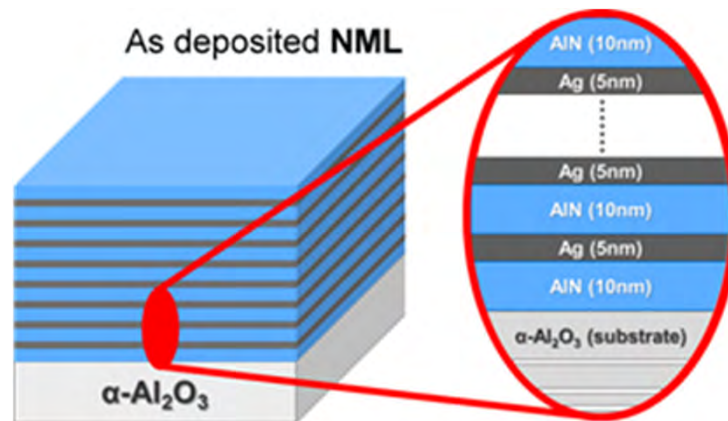 As deposited NML
α-Al₂O₃
AlN (10nm)
Ag (5nm)
Ag (5nm)
AlN (10nm)
Ag (5nm)
AlN (10nm)
α-Al₂O₃ (substrate)